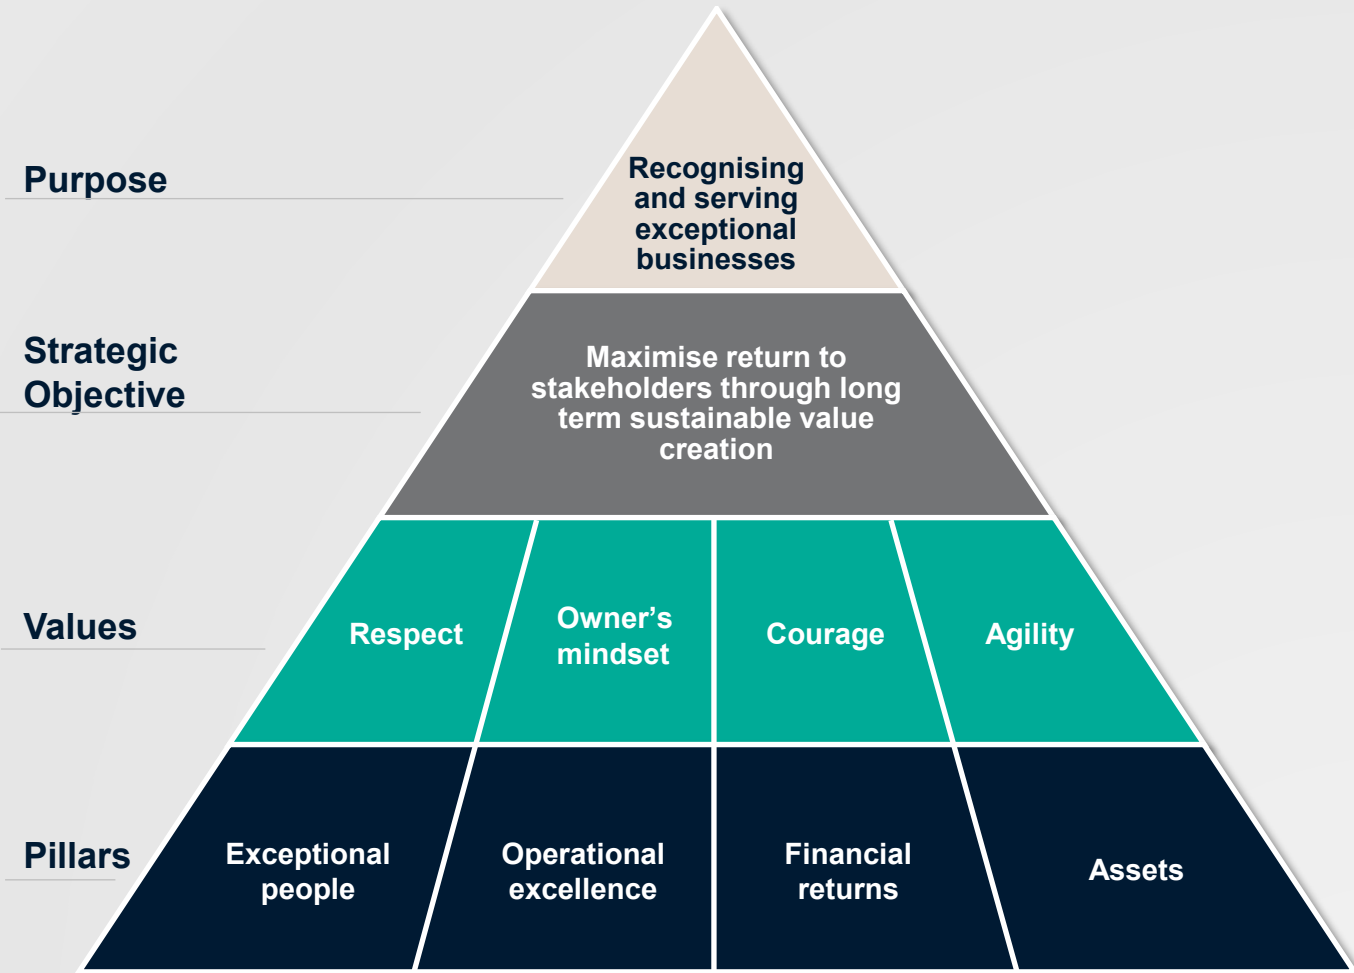 Purpose
Recognising
and serving
exceptional
businesses
Strategic
Objective
Maximise return to
stakeholders through long
term sustainable value
creation
Values
Respect
Owner’s
mindset
Courage
Agility
Pillars
Exceptional
people
Operational
excellence
Financial
returns
Assets